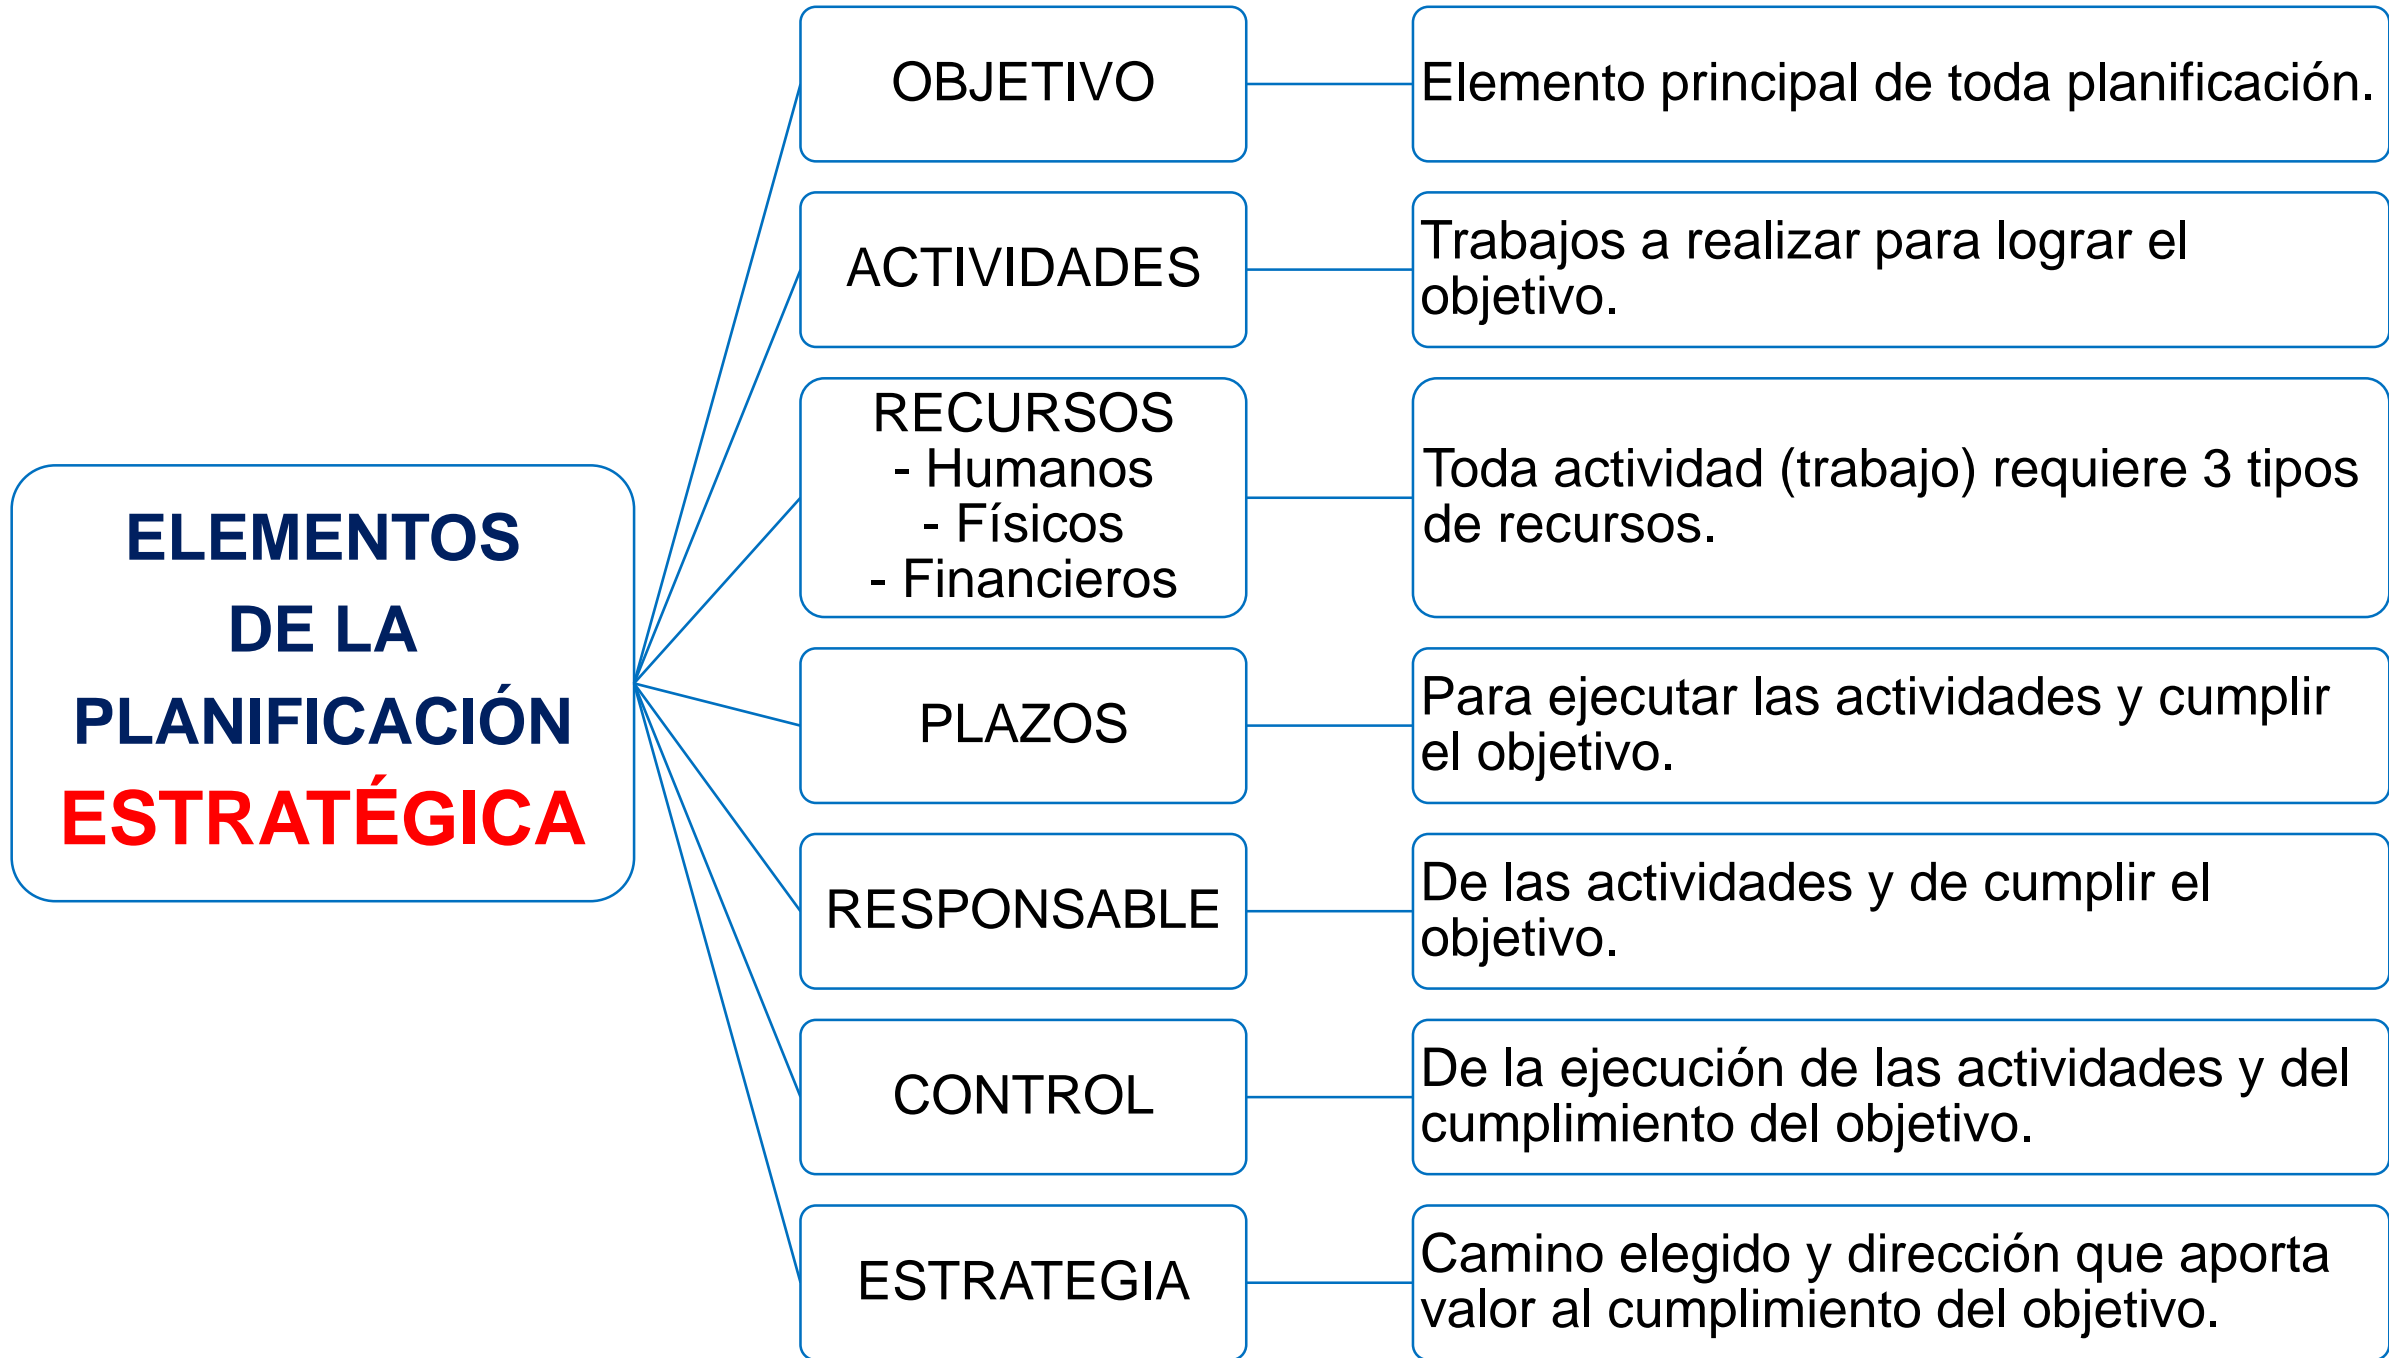 ELEMENTOS
DE LA
PLANIFICACIÓN
ESTRATÉGICA
OBJETIVO
Elemento principal de toda planificación.
ACTIVIDADES
Trabajos a realizar para lograr el
objetivo.
RECURSOS
- Humanos
- Físicos
- Financieros
Toda actividad (trabajo) requiere 3 tipos
de recursos.
PLAZOS
Para ejecutar las actividades y cumplir
el objetivo.
RESPONSABLE
De las actividades y de cumplir el
objetivo.
CONTROL
De la ejecución de las actividades y del
cumplimiento del objetivo.
ESTRATEGIA
Camino elegido y dirección que aporta
valor al cumplimiento del objetivo.